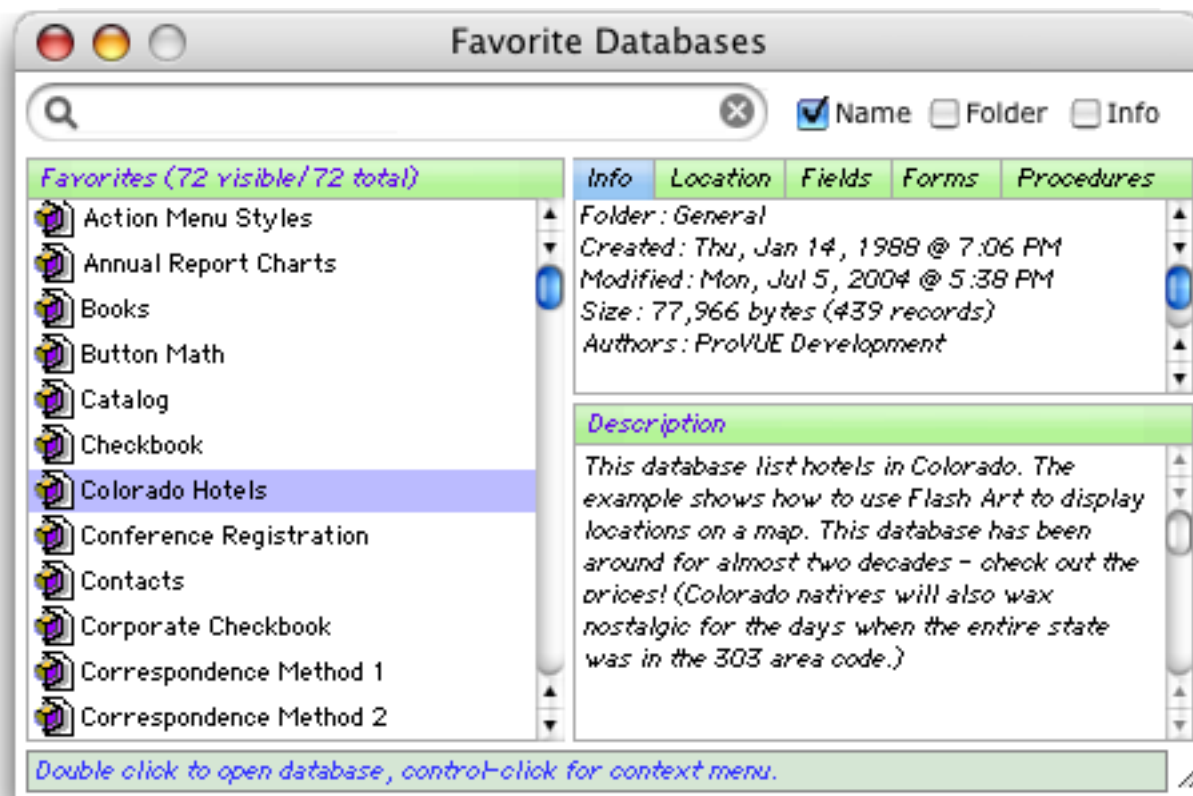 Favorite Databases
Name Folder Info
Favorites (72 visible/72 total)
Action Menu Styles
Annual Report Charts
Books
Button Math
Catalog
Checkbook
Colorado Hotels
Conference Registration
Contacts
Corporate Checkbook
Correspondence Method 1
Correspondence Method 2
Info Location Fields Forms Procedures
Folder: General
Created: Thu, Jan 14, 1988 @ 7:06 PM
Modified: Mon, Jul 5, 2004 @ 5:38 PM
Size: 77,966 bytes (439 records)
Authors: ProVUE Development
Description
This database list hotels in Colorado. The
example shows how to use Flash Art to display
locations on a map. This database has been
around for almost two decades - check out the
prices! (Colorado natives will also wax
nostalgic for the days when the entire state
was in the 303 area code.)
Double click to open database, control-click for context menu.